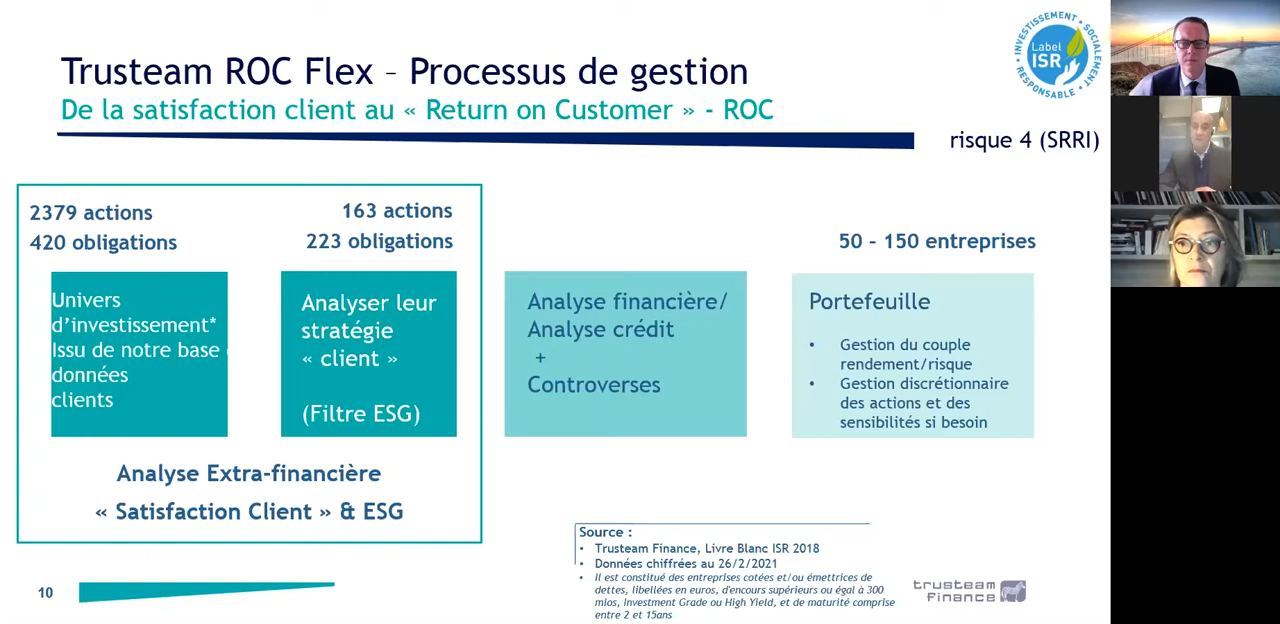 Trusteam ROC Flex – Processus de gestion
De la satisfaction client au « Return on Customer » - ROC
INVESTISSEMENT SOCIALEMENT RESPONSABLE
Label
ISR
risque 4 (SRRI)
2379 actions
420 obligations
163 actions
223 obligations
50 – 150 entreprises
Univers
d’investissement*
Issu de notre base
données
clients
Analyser leur
stratégie
« client »
(Filtre ESG)
Analyse financière/
Analyse crédit
+
Controverses
Portefeuille
• Gestion du couple
rendement/risque
• Gestion discrétionnaire
des actions et des
sensibilités si besoin
Analyse Extra-financière
« Satisfaction Client » & ESG
Source :
• Trusteam Finance, Livre Blanc ISR 2018
• Données chiffrées au 26/2/2021
• Il est constitué des entreprises cotées et/ou émettrices de
dettes, libellées en euros, d'encours supérieurs ou égal à 300
mios, Investment Grade ou High Yield, et de maturité comprise
entre 2 et 15ans
10
trusteam
finance